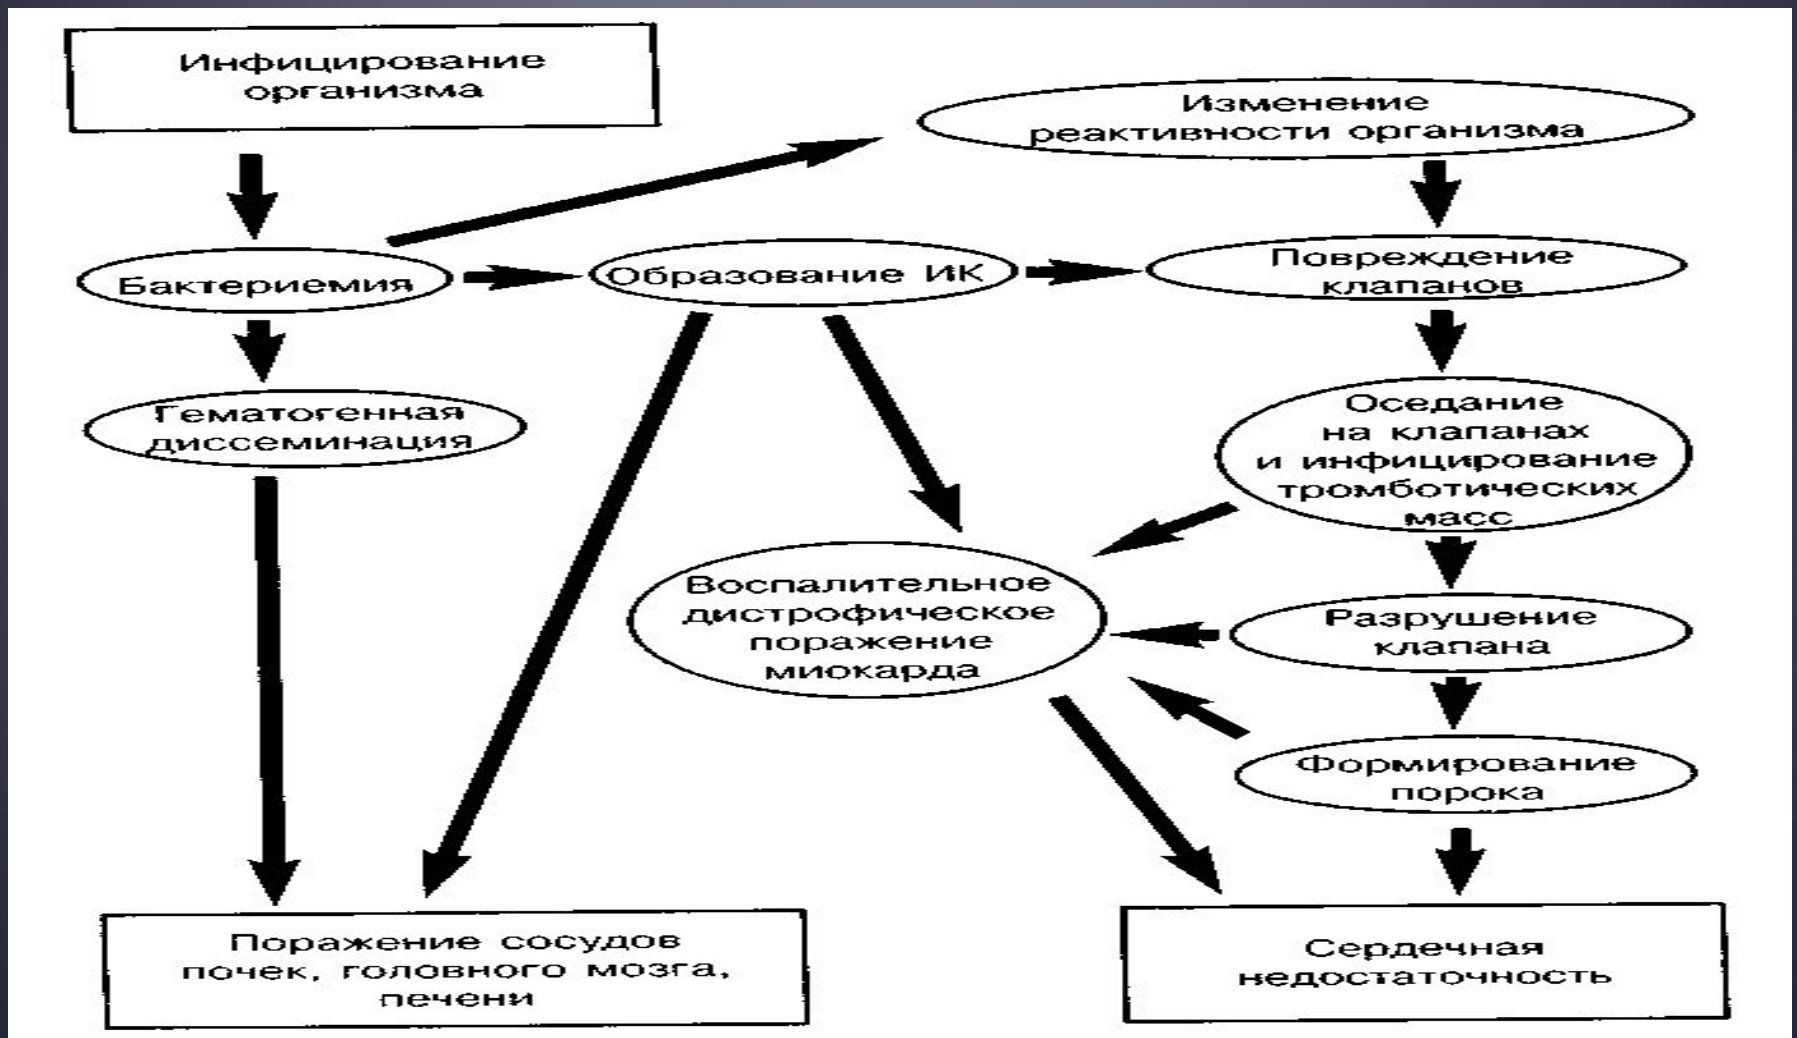 Инфицирование
организма
Изменение
реактивности организма
Бактериемия
Образование ИК
Повреждение
клапанов
Гематогенная
диссеминация
Оседание
на клапанах
и инфицирование
тромботических
масс
Воспалительное
дистрофическое
поражение
миокарда
Разрушение
клапана
Формирование
порока
Поражение сосудов
почек, головного мозга,
печени
Сердечная
недостаточность